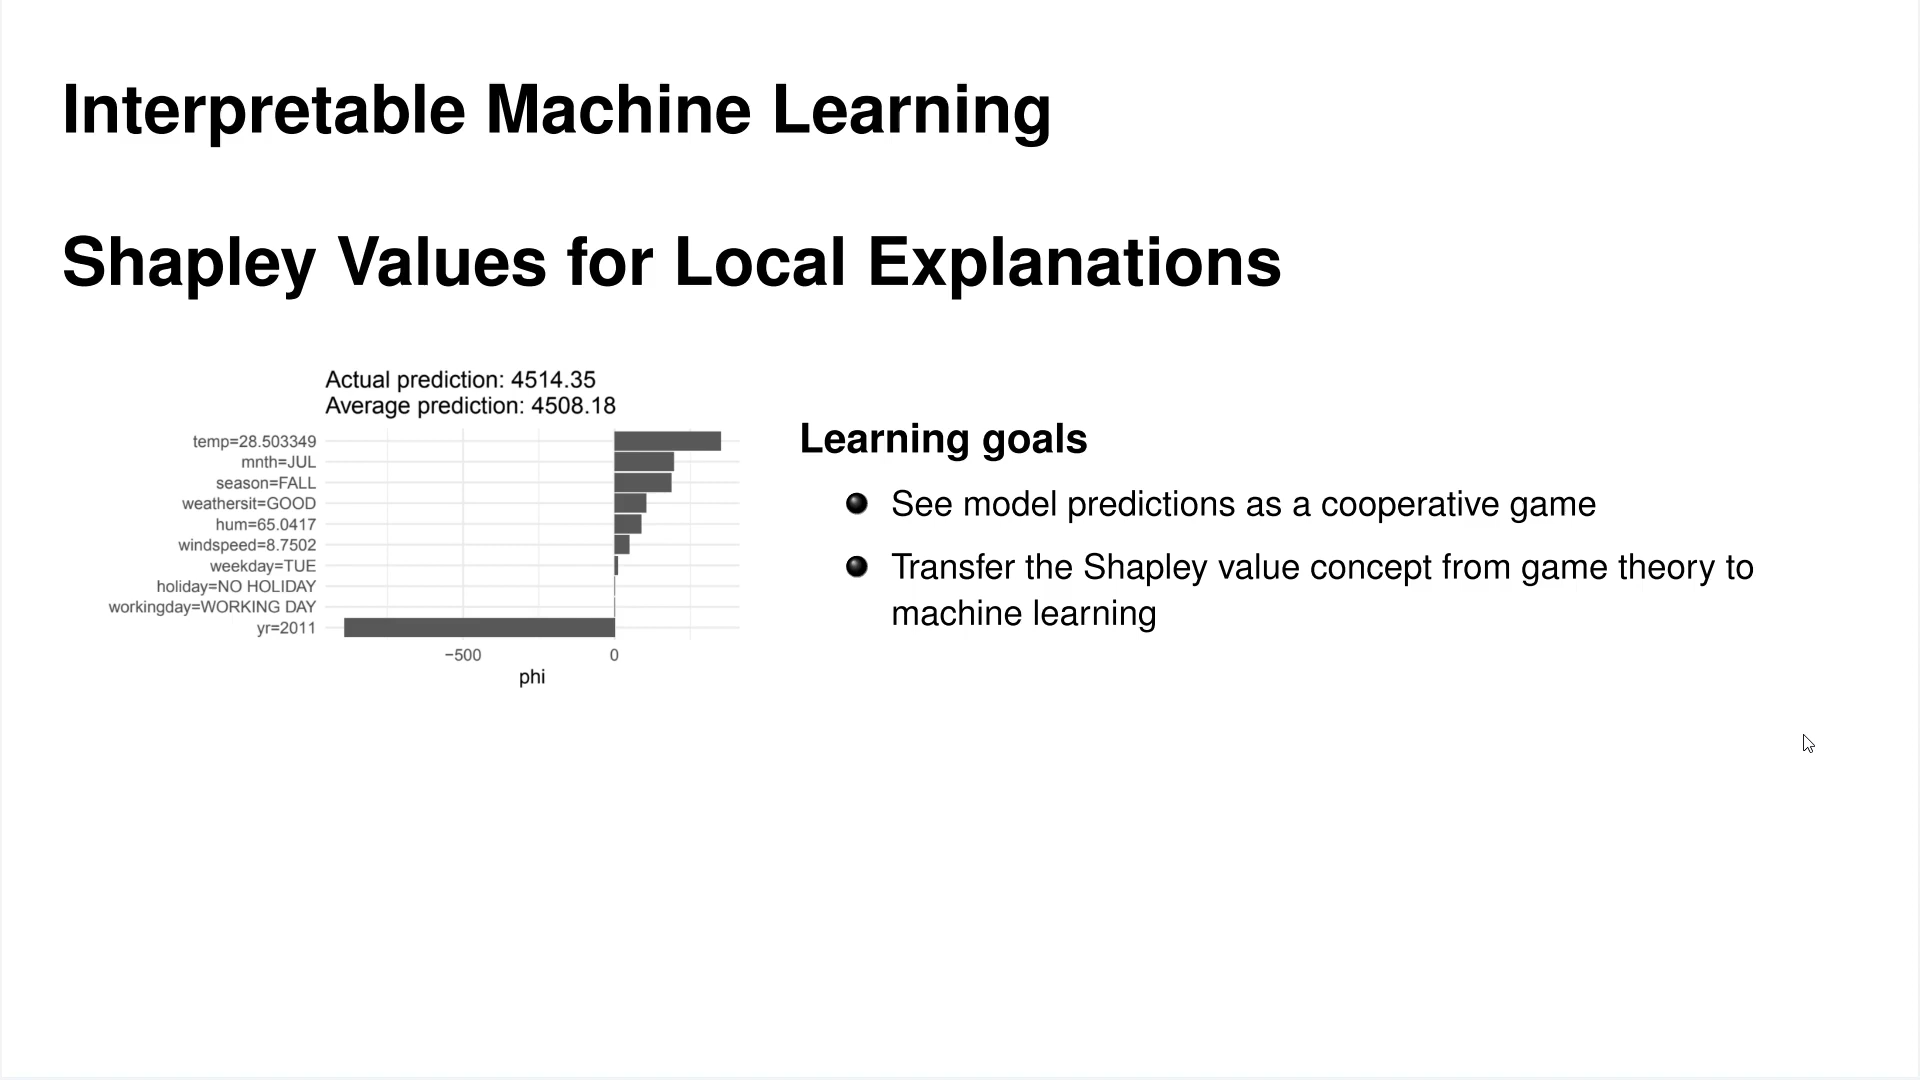 Interpretable Machine Learning
Shapley Values for Local Explanations
Actual prediction: 4514.35
Average prediction: 4508.18
temp=28.503349
mnth=JUL
season=FALL
weathersit=GOOD
hum=65.0417
windspeed=8.7502
weekday=TUE
holiday=NO HOLIDAY
workingday=WORKING DAY
yr=2011
−500 0
phi
Learning goals
See model predictions as a cooperative game
Transfer the Shapley value concept from game theory to
machine learning